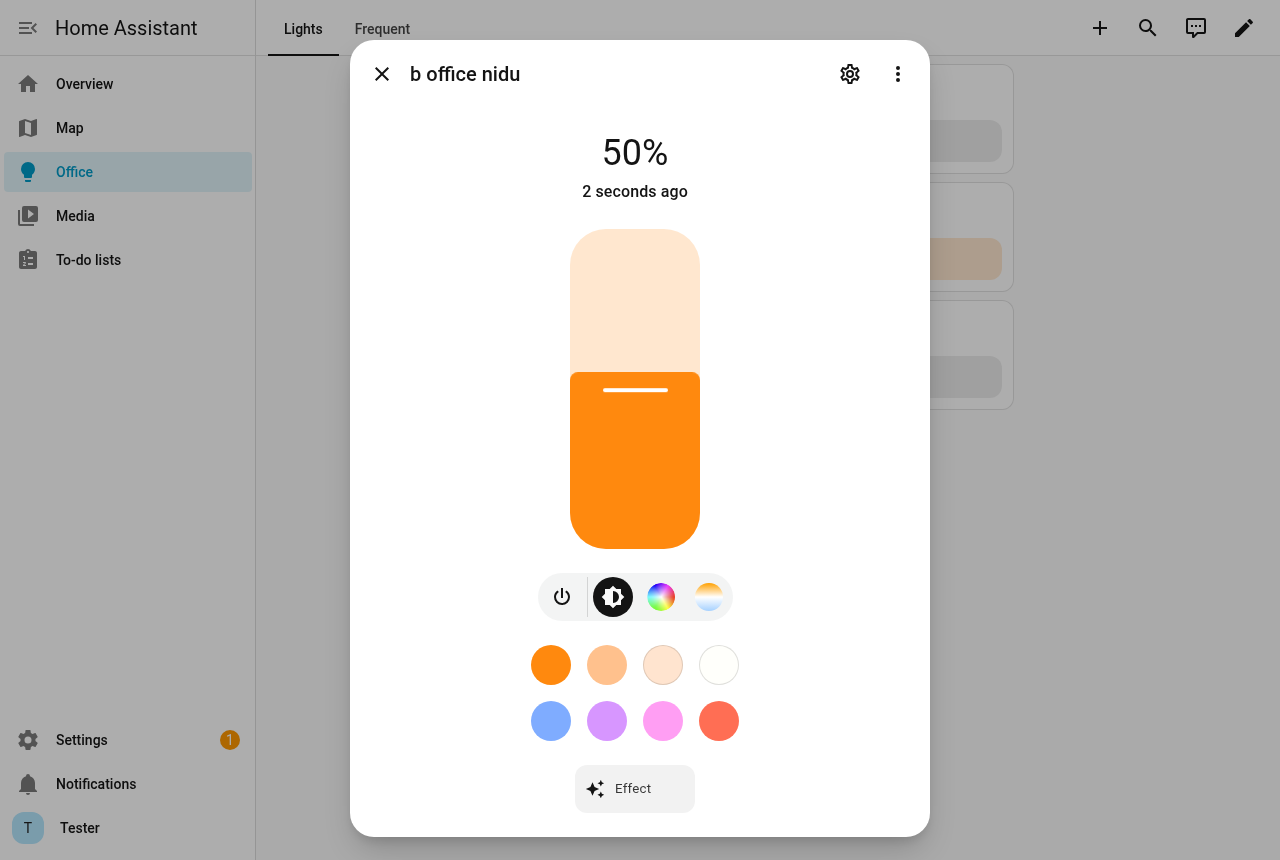 Home Assistant
Lights
Frequent
Overview
Map
Office
Media
To-do lists
Settings
1
Notifications
T
Tester
b office nidu
50%
2 seconds ago
Effect